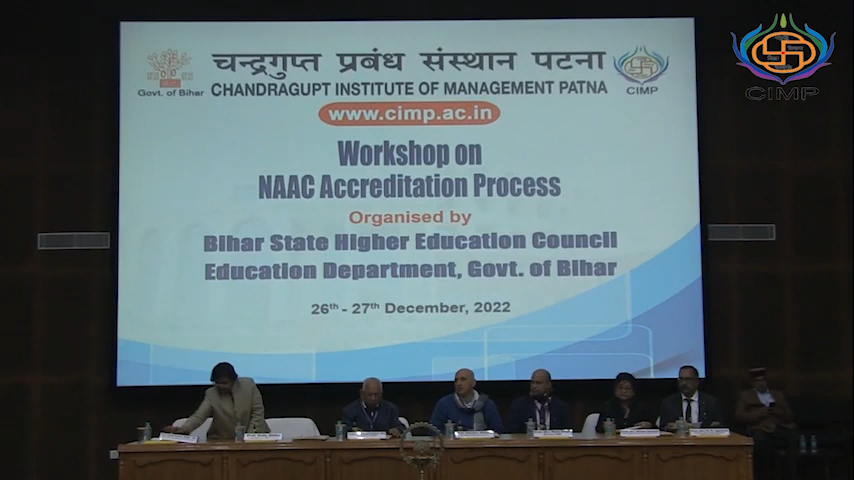 चन्द्रगुप्त प्रबंध संस्थान पटना
Govt. of Bihar
CHANDRAGUPT INSTITUTE OF MANAGEMENT PATNA
CIMP
www.cimp.ac.in
Workshop on
NAAC Accreditation Process
Organised by
Bihar State Higher Education Council
Education Department, Govt. of Bihar
26th - 27th December, 2022
CIMP